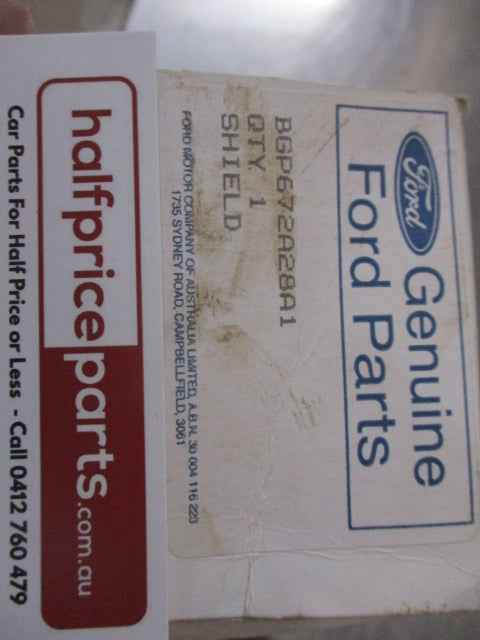 Ford
Genuine
Ford Parts
BGP672A28A1
QTY 1
SHIELD
FORD MOTOR COMPANY OF AUSTRALIA LIMITED, A.B.N. 30 004 116 223
1735 SYDNEY ROAD, CAMPBELLFIELD, 3061
halfpriceparts.com.au
Car Parts For Half Price or Less - Call 0412 760 479